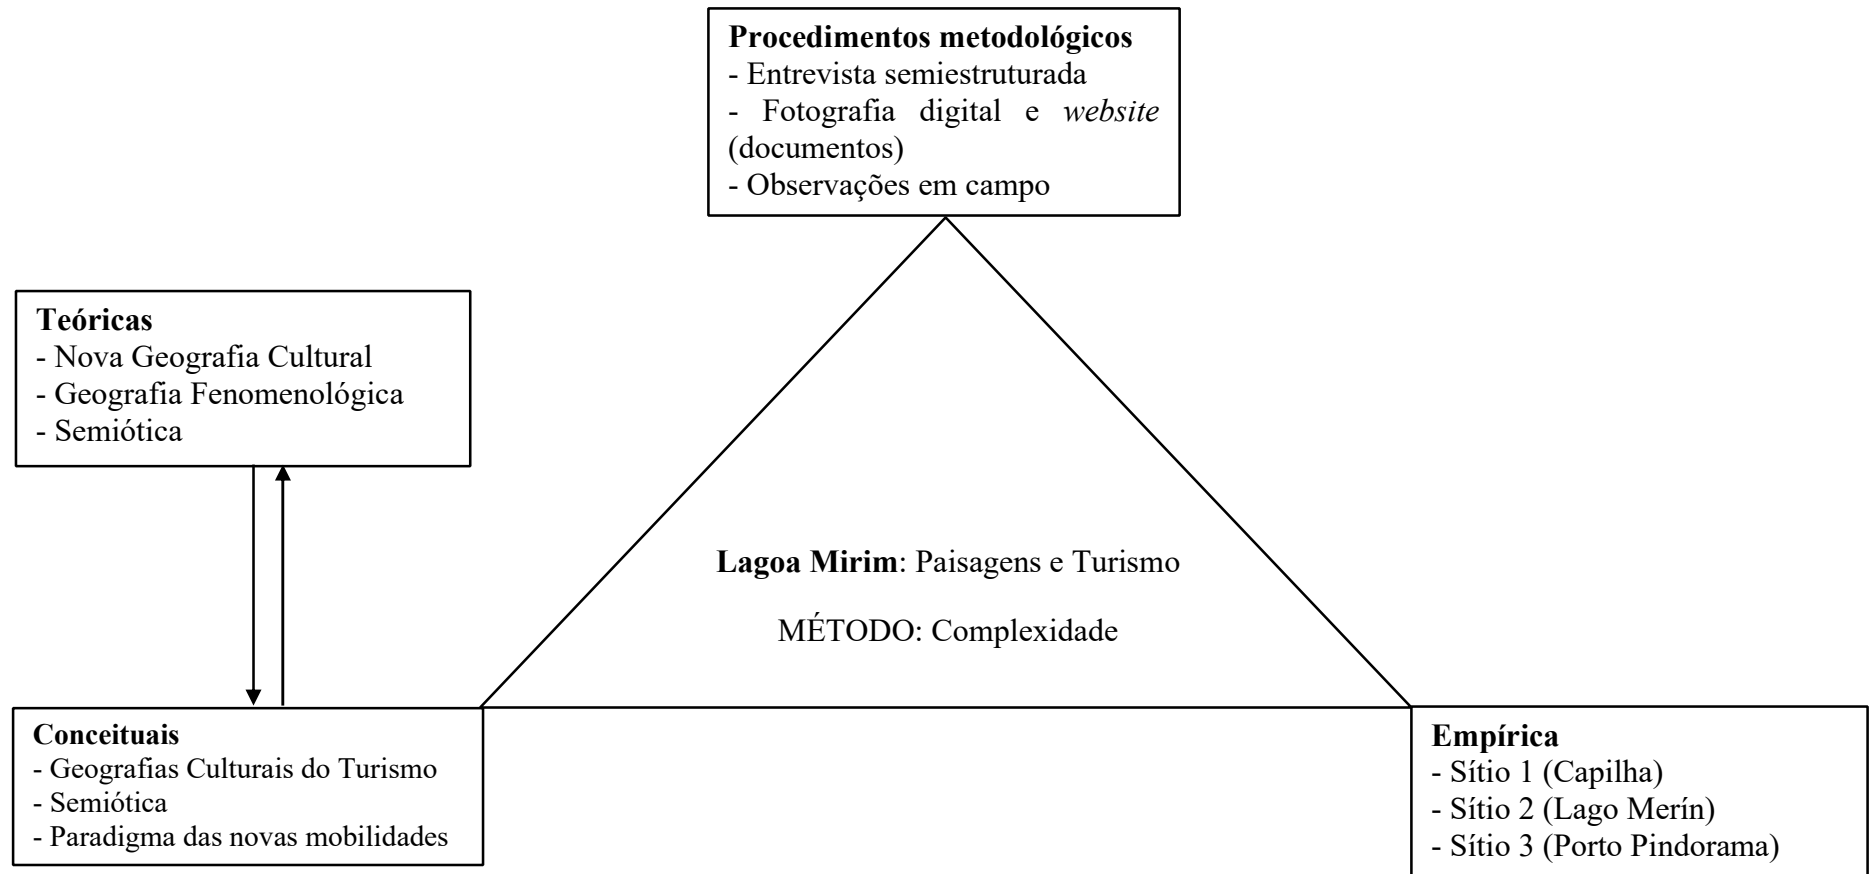 Procedimentos metodológicos
- Entrevista semiestruturada
- Fotografia digital e website
(documentos)
- Observações em campo
Teóricas
- Nova Geografia Cultural
- Geografia Fenomenológica
- Semiótica
Lagoa Mirim: Paisagens e Turismo
MÉTODO: Complexidade
Conceituais
- Geografias Culturais do Turismo
- Semiótica
- Paradigma das novas mobilidades
Empírica
- Sítio 1 (Capilha)
- Sítio 2 (Lago Merín)
- Sítio 3 (Porto Pindorama)